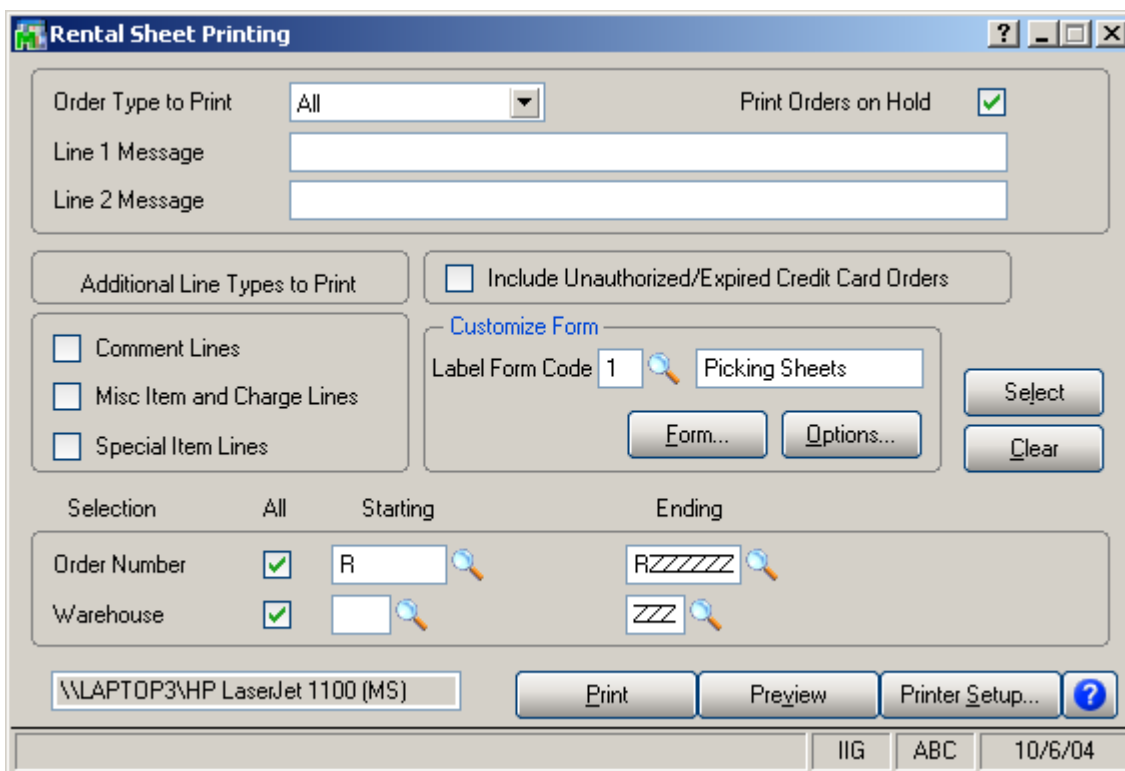 Rental Sheet Printing
Order Type to Print All Print Orders on Hold
Line 1 Message
Line 2 Message
Additional Line Types to Print
Include Unauthorized/Expired Credit Card Orders
Comment Lines
Misc Item and Charge Lines
Special Item Lines
Customize Form
Label Form Code 1 Picking Sheets
Form... Options...
Select
Clear
Selection All Starting Ending
Order Number R RZZZZZZ
Warehouse ZZZ
\\LAPTOP3\HP LaserJet 1100 (MS) Print Preview Printer Setup... ?
IIG ABC 10/6/04